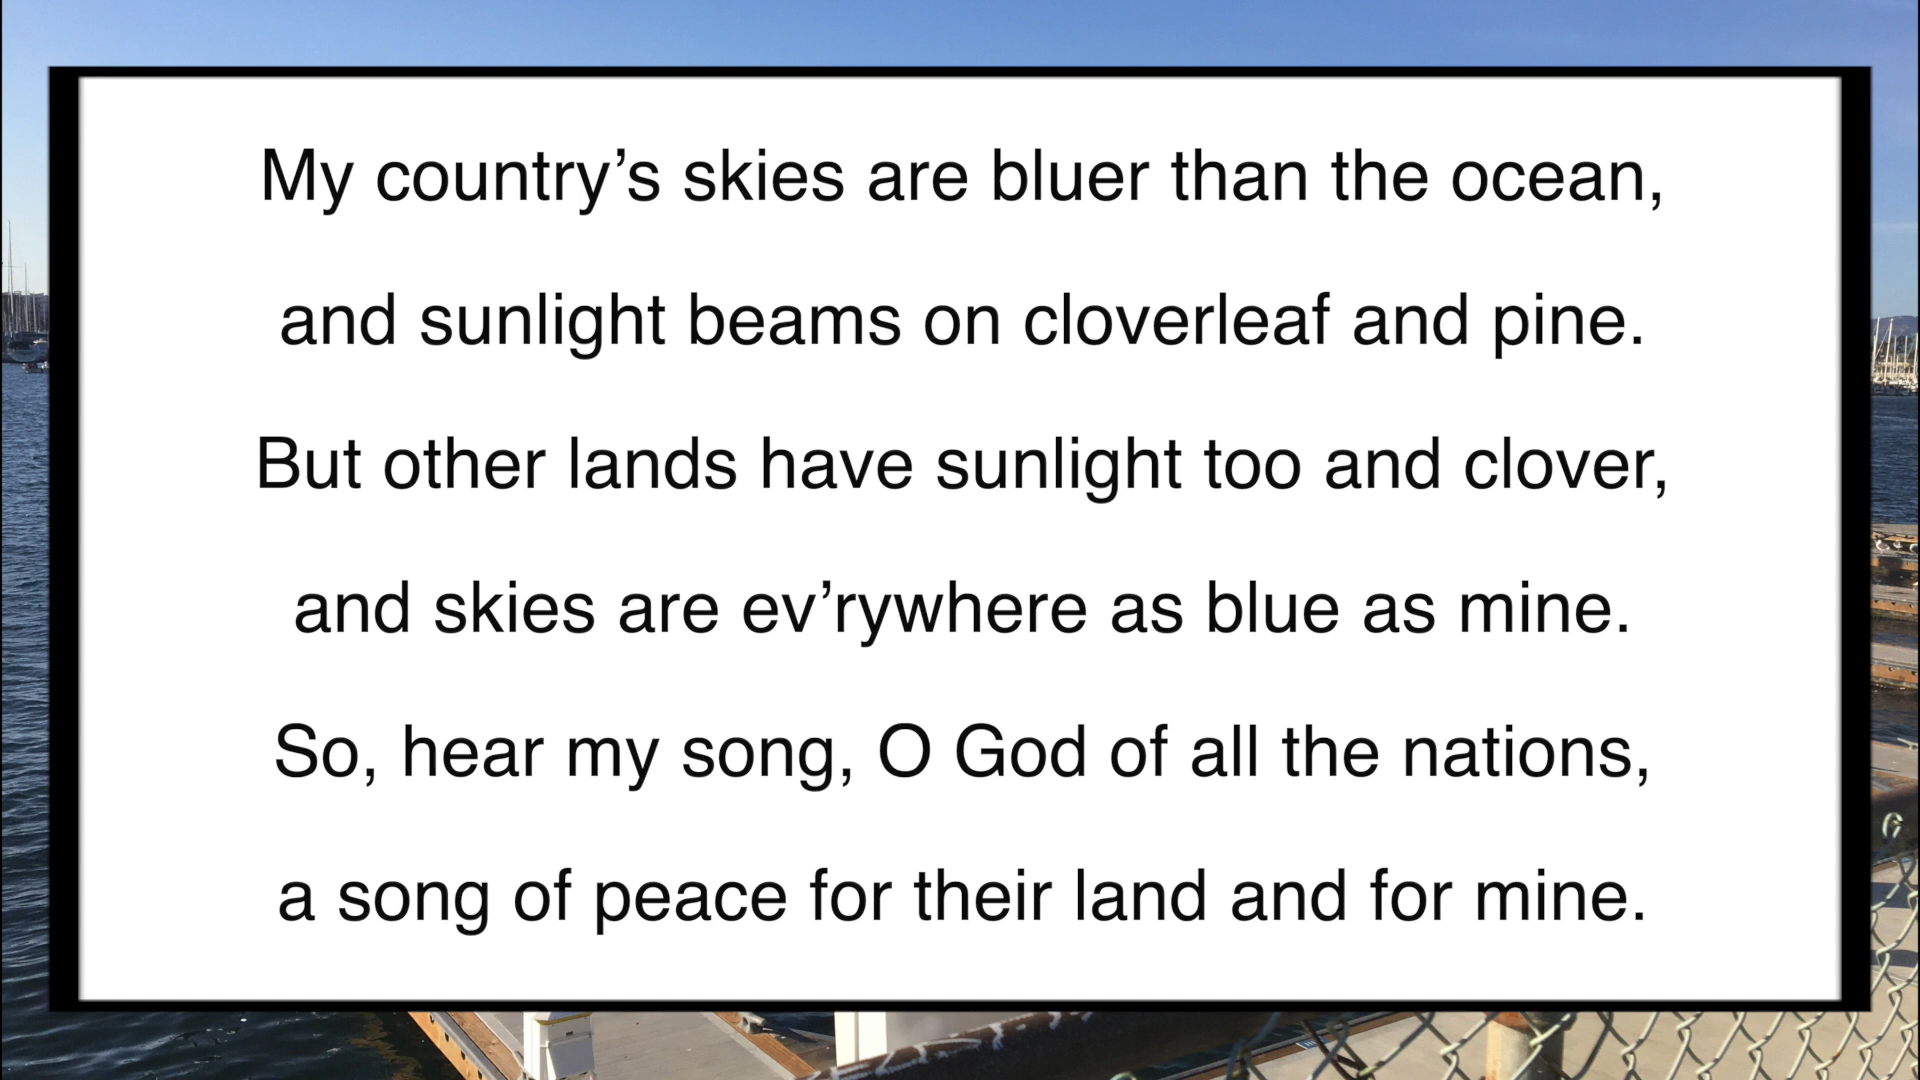 My country’s skies are bluer than the ocean,
and sunlight beams on cloverleaf and pine.
But other lands have sunlight too and clover,
and skies are ev’rywhere as blue as mine.
So, hear my song, O God of all the nations,
a song of peace for their land and for mine.